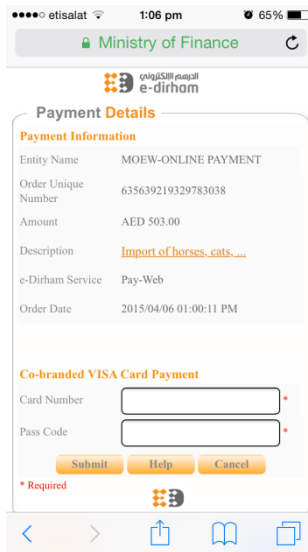 etisalat 1:06 pm 65%
Ministry of Finance
الدرهم الإلكتروني
e-dirham
Payment Details
Payment Information
Entity Name MOEW-ONLINE PAYMENT
Order Unique Number 635639219329783038
Amount AED 503.00
Description Import of horses, cats, ...
e-Dirham Service Pay-Web
Order Date 2015/04/06 01:00:11 PM
Co-branded VISA Card Payment
Card Number *
Pass Code *
Submit Help Cancel
* Required